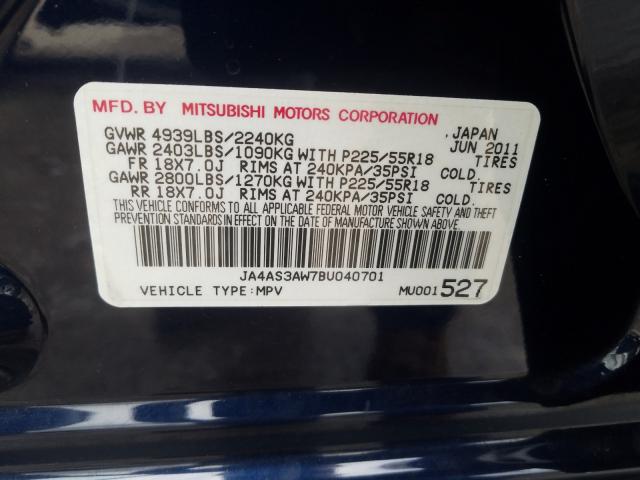 MFD. BY MITSUBISHI MOTORS CORPORATION
GVWR 4939LBS/2240KG JAPAN
GAWR 2403LBS/1090KG WITH P225/55R18 JUN 2011 TIRES
FR 18X7.0J RIMS AT 240KPA/35PSI COLD.
GAWR 2800LBS/1270KG WITH P225/55R18 TIRES
RR 18X7.0J RIMS AT 240KPA/35PSI COLD.
THIS VEHICLE CONFORMS TO ALL APPLICABLE FEDERAL MOTOR VEHICLE SAFETY AND THEFT
PREVENTION STANDARDS IN EFFECT ON THE DATE OF MANUFACTURE SHOWN ABOVE.
JA4AS3AW7BU040701
VEHICLE TYPE:MPV MU001527